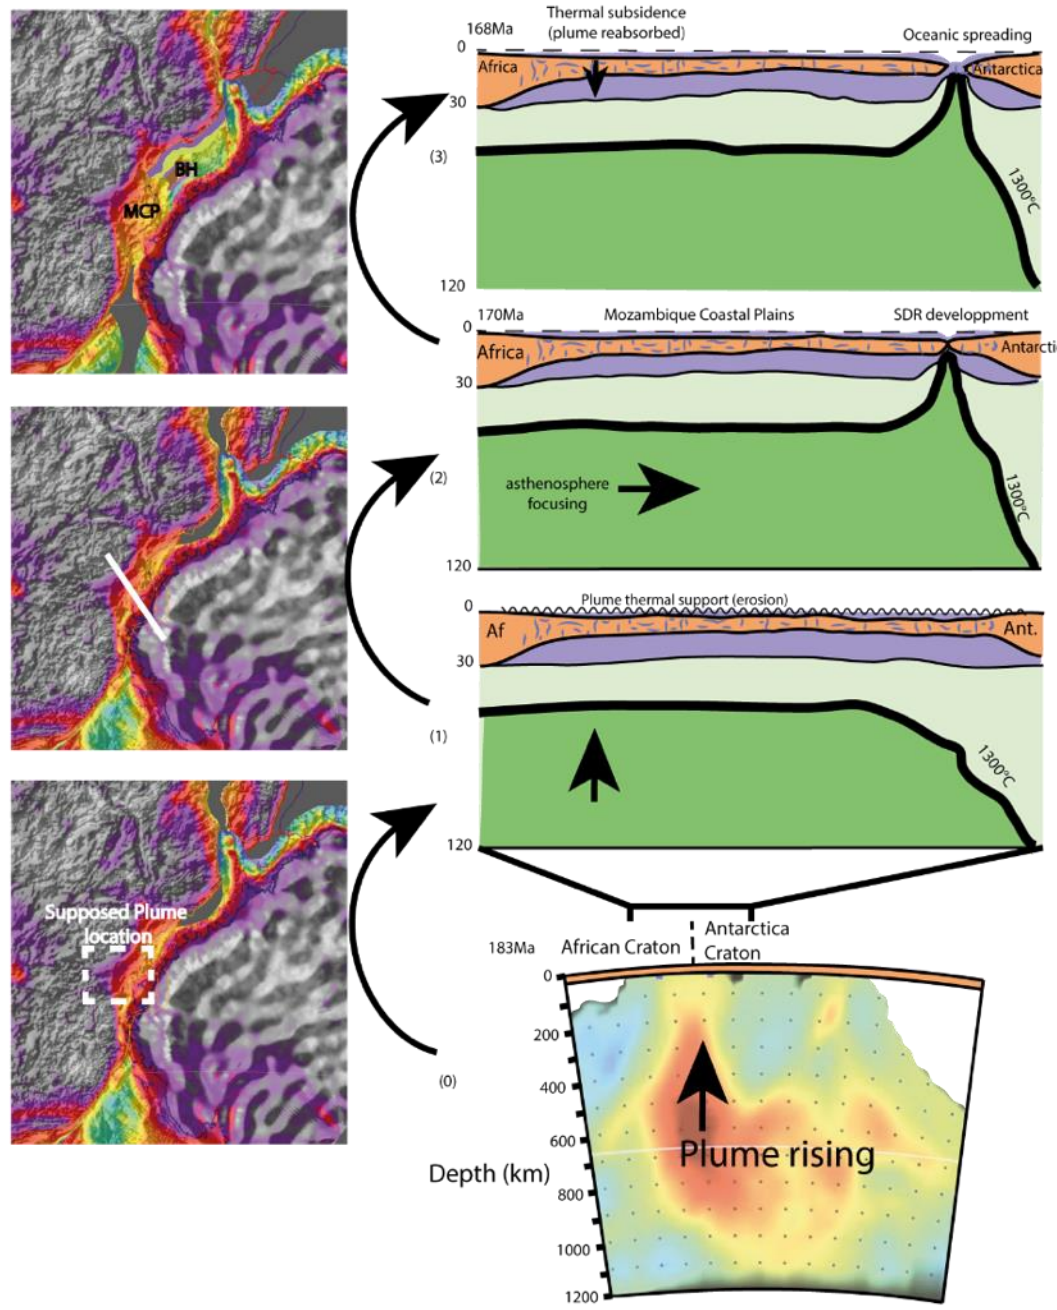 BH
MCP
Thermal subsidence
(plume reabsorbed)
168Ma
Oceanic spreading
0
Africa
Antarctica
30
(3)
1300°C
120
170Ma
Mozambique Coastal Plains
SDR developpment
0
Africa
Antarcti
30
(2)
asthenosphere
focusing
1300°C
120
Plume thermal support (erosion)
0
Af
Ant.
30
(1)
1300°C
120
Supposed Plume
location
183Ma
African Craton
Antarctica
Craton
0
200
400
(0)
600
Plume rising
Depth (km)
800
1000
1200